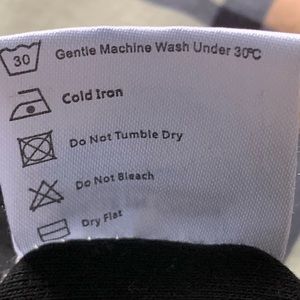 30 Gentle Machine Wash Under 30℃
Cold Iron
Do Not Tumble Dry
Do Not Bleach
Dry Flat